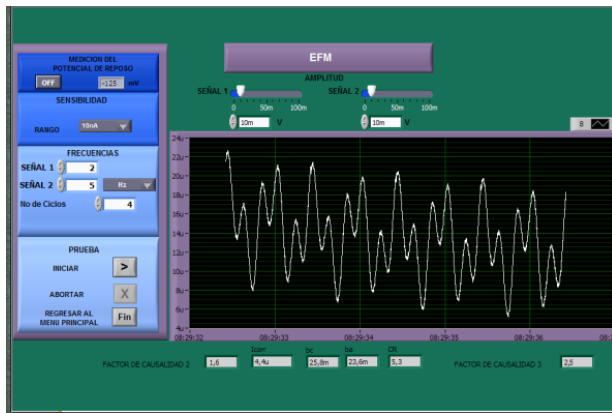 EFM
MEDICION DEL
POTENCIAL DE REPOSO
OFF -125 mV
SENSIBILIDAD
RANGO 10nA
FRECUENCIAS
SEÑAL 1 2
SEÑAL 2 5 Hz
No de Ciclos 4
PRUEBA
INICIAR >
ABORTAR X
REGRESAR AL
MENU PRINCIPAL Fin
AMPLITUD
SEÑAL 1 SEÑAL 2
0 50m 100m 0 50m 100m
10m V 10m V
24u
22u
20u
18u
16u
14u
12u
10u
8u
6u
4u
08:29:32 08:29:33 08:29:34 08:29:35 08:29:36
FACTOR DE CAUSALIDAD 2 1,6
Icorr 4,4u
bc 25,8m
ba 23,6m
CR 5,3
FACTOR DE CAUSALIDAD 3 2,5